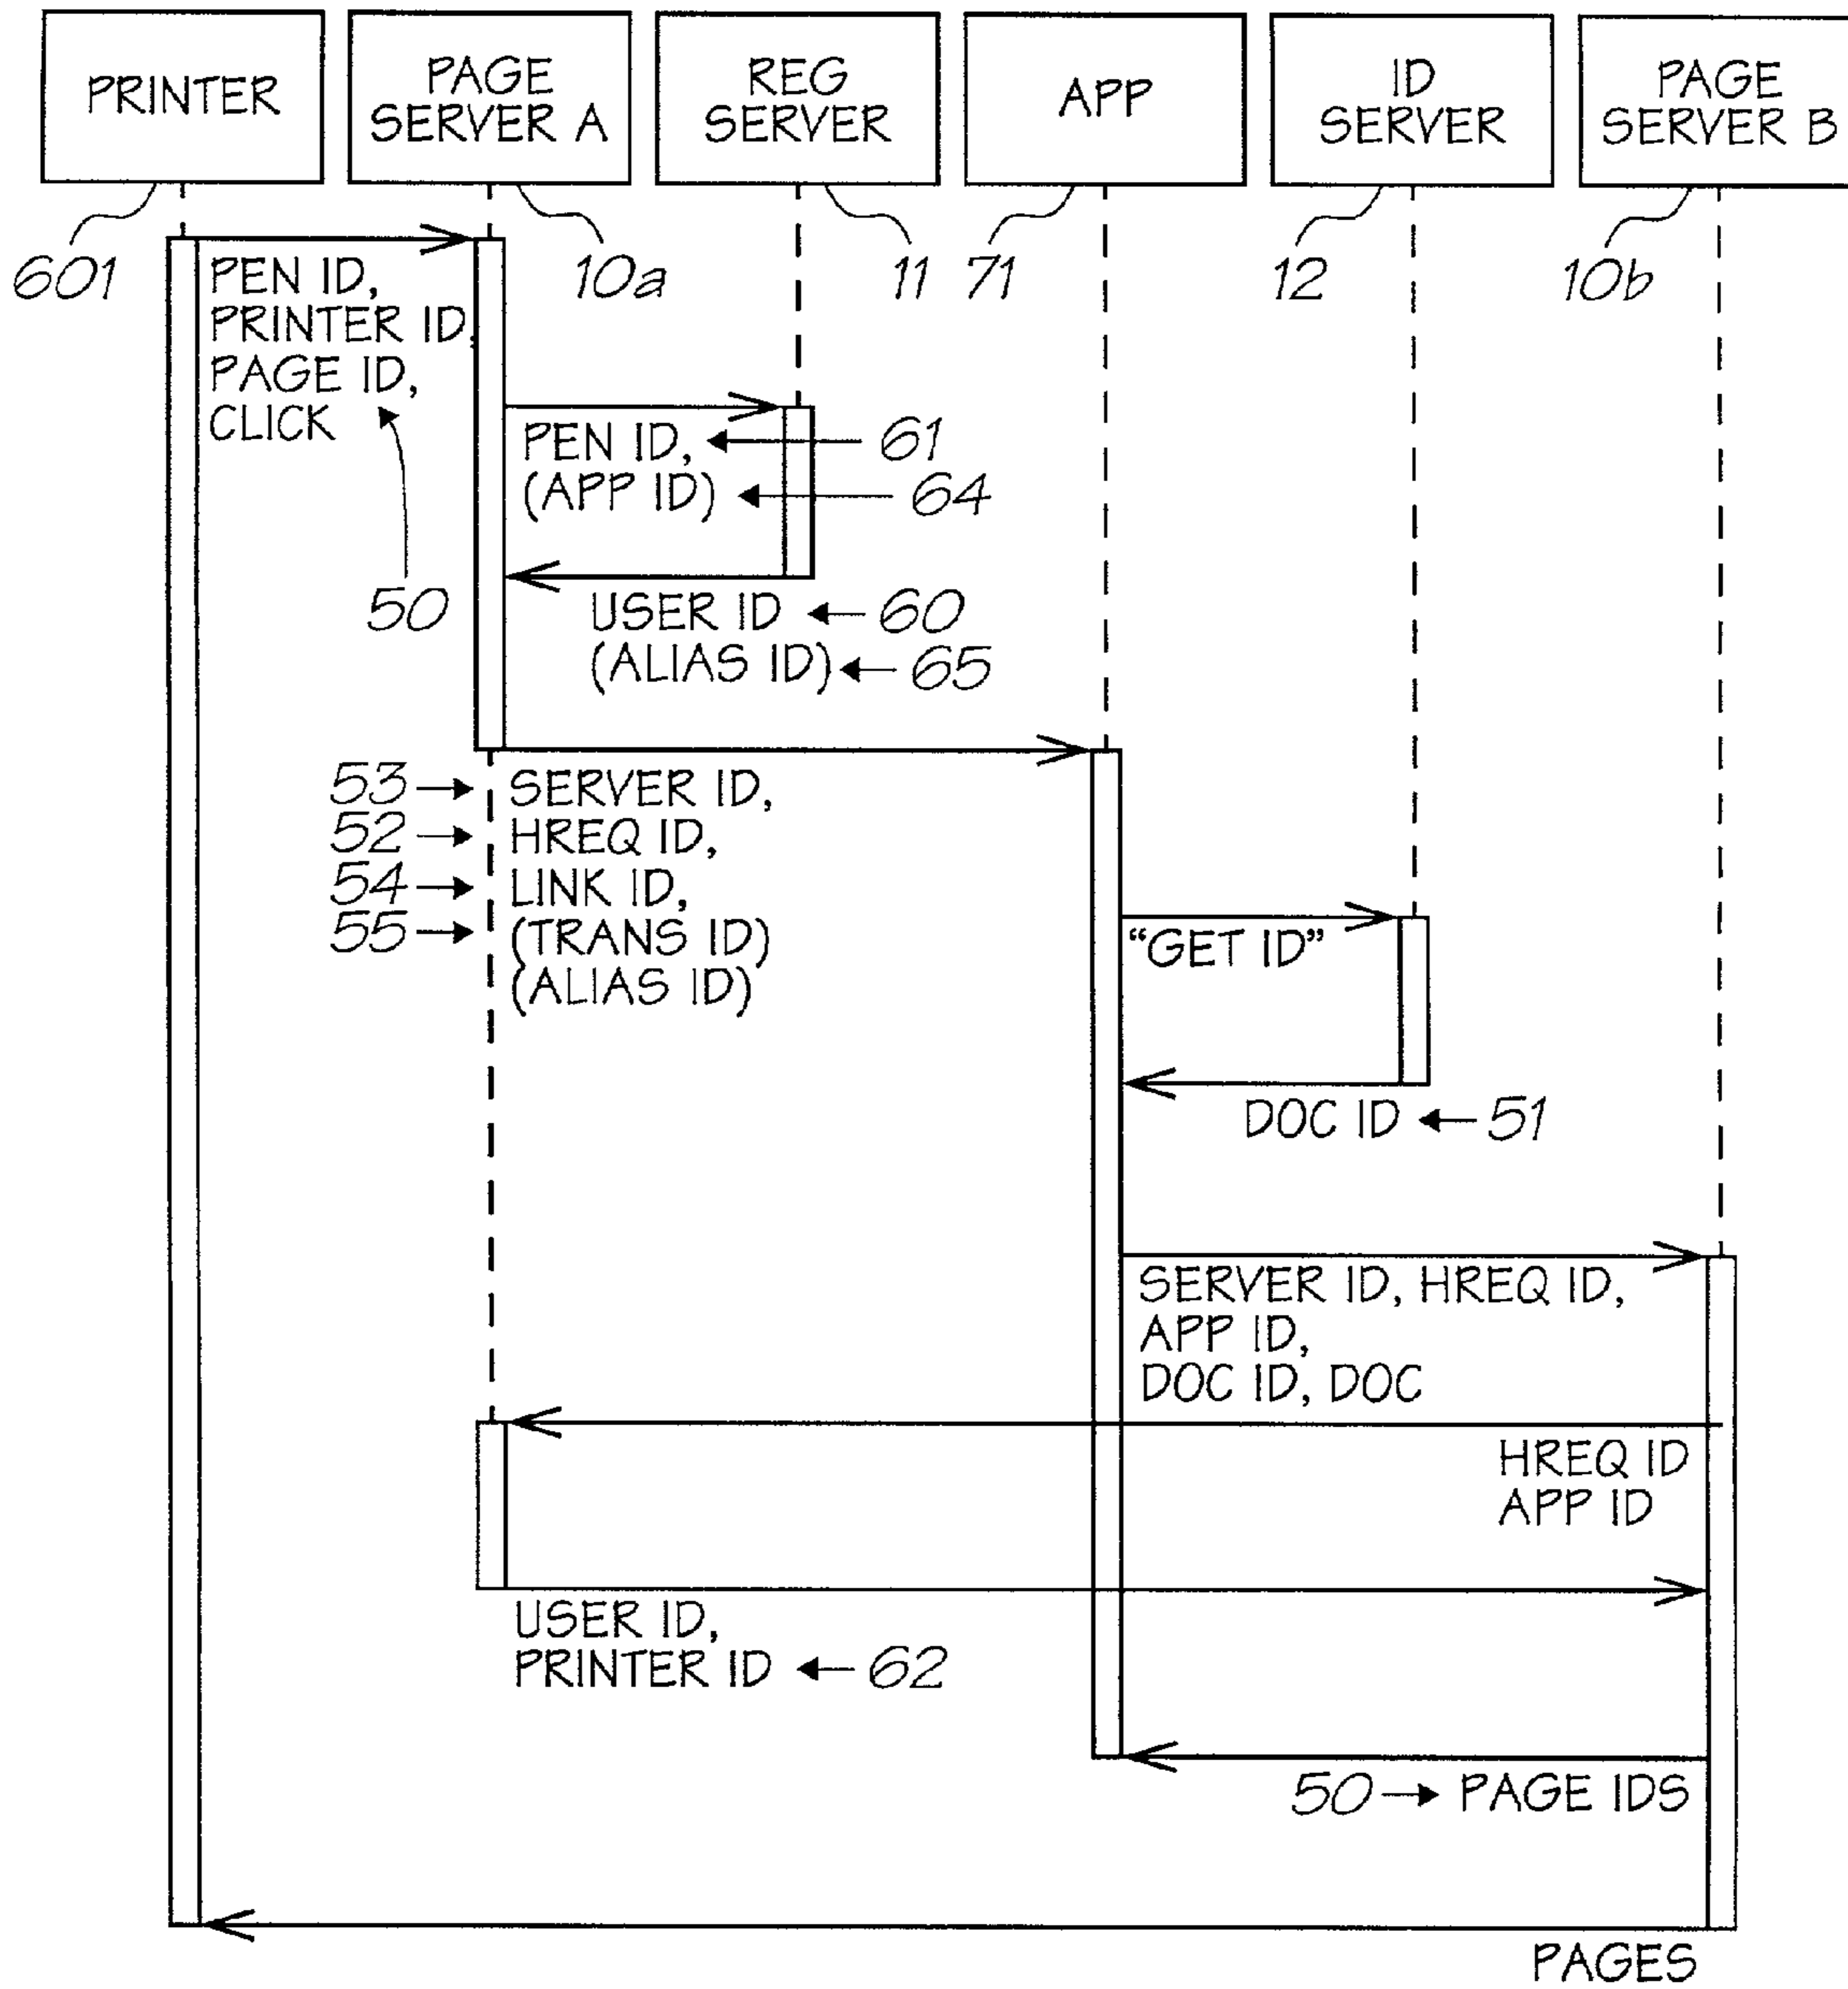 PRINTER
PAGE
SERVER A
REG
SERVER
APP
ID
SERVER
PAGE
SERVER B
601
10a
11
71
12
10b
PEN ID,
PRINTER ID,
PAGE ID,
CLICK
50
PEN ID,
61
(APP ID)
64
USER ID
60
(ALIAS ID)
65
53
SERVER ID,
52
HREQ ID,
54
LINK ID,
55
(TRANS ID)
(ALIAS ID)
“GET ID”
DOC ID
51
SERVER ID, HREQ ID,
APP ID,
DOC ID, DOC
HREQ ID
APP ID
USER ID,
PRINTER ID
62
50
PAGE IDS
PAGES